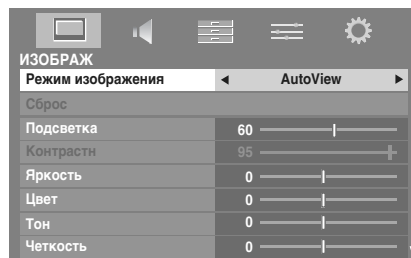 ИЗОБРАЖ
Режим изображения AutoView
Сброс
Подсветка 60
Контрастн 95
Яркость 0
Цвет 0
Тон 0
Четкость 0